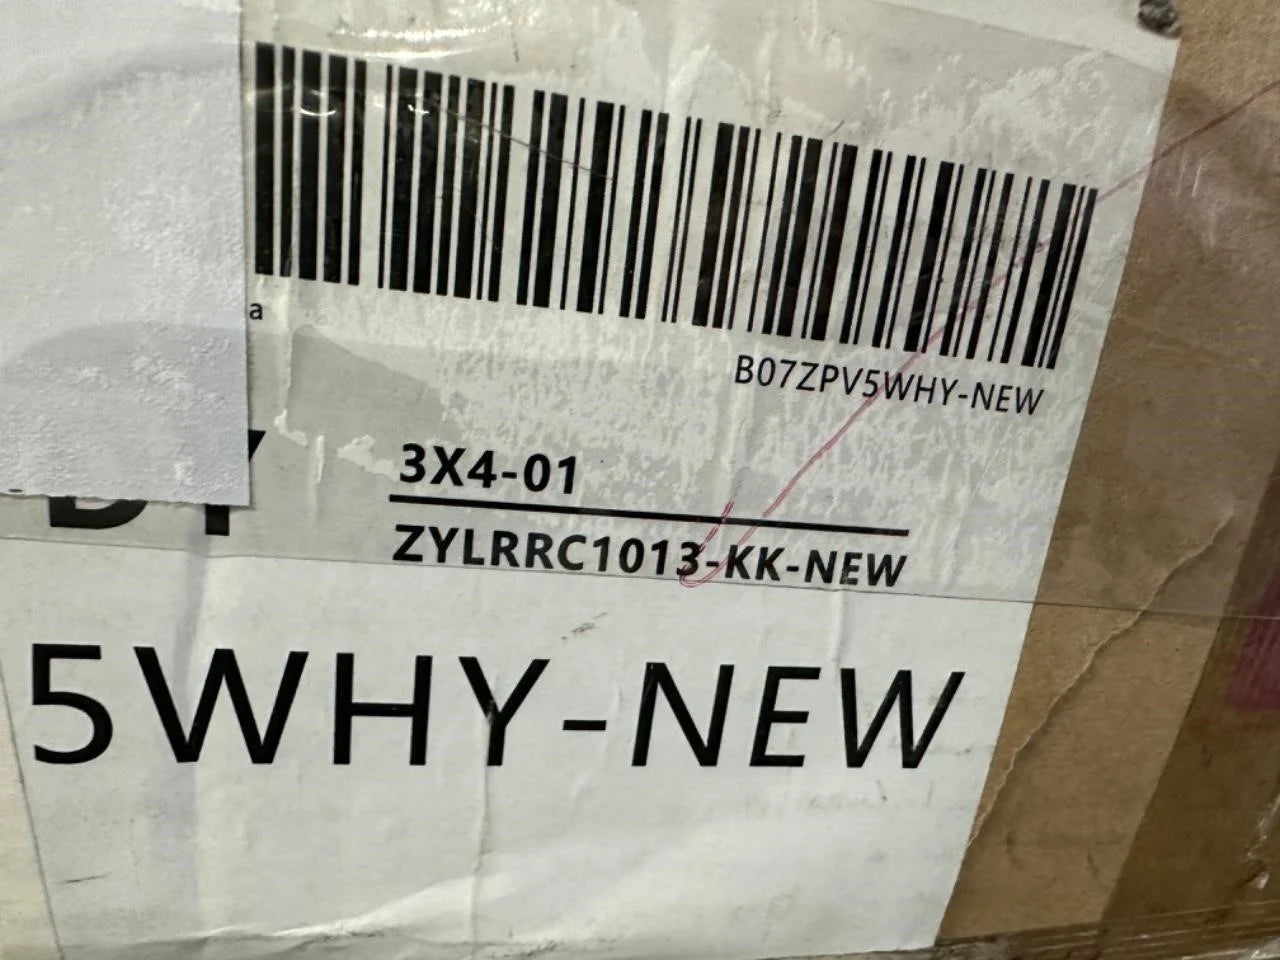 B07ZPV5WHY-NEW
a
3X4-01
ZYLRRC1013-KK-NEW
5WHY-NEW